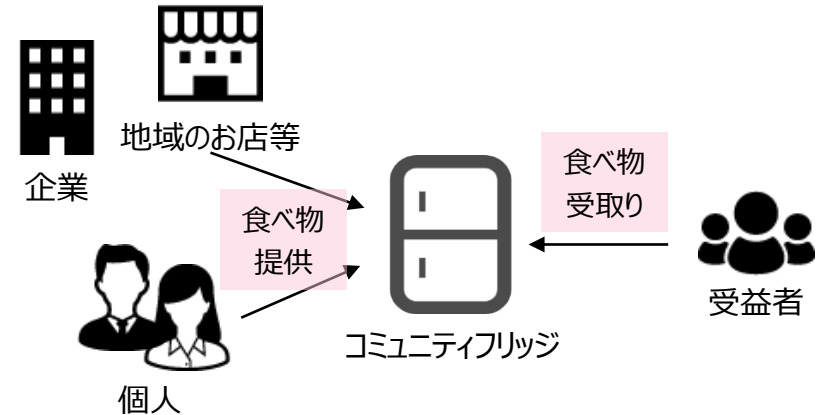 地域のお店等
企業
食べ物
提供
食べ物
受取り
個人
コミュニティフリッジ
受益者